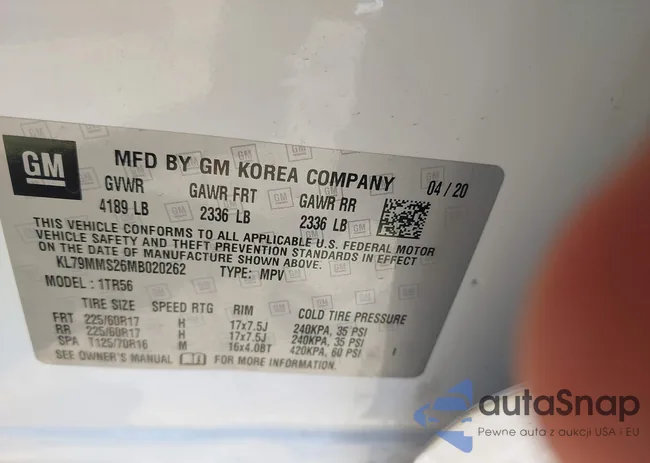 GM
MFD BY GM KOREA COMPANY 04/20
GVWR GAWR FRT GAWR RR
4189 LB 2336 LB 2336 LB
THIS VEHICLE CONFORMS TO ALL APPLICABLE U.S. FEDERAL MOTOR
VEHICLE SAFETY AND THEFT PREVENTION STANDARDS IN EFFECT
ON THE DATE OF MANUFACTURE SHOWN ABOVE.
KL79MMS26MB020262 TYPE: MPV
MODEL: 1TR56
TIRE SIZE SPEED RTG RIM COLD TIRE PRESSURE
FRT 225/60R17 H 17x7.5J 240KPA, 35 PSI
RR 225/60R17 H 17x7.5J 240KPA, 35 PSI
SPA T125/70R16 M 16x4.0BT 420KPA, 60 PSI
SEE OWNER'S MANUAL FOR MORE INFORMATION.
autaSnap
Pewne auta z aukcji USA i EU